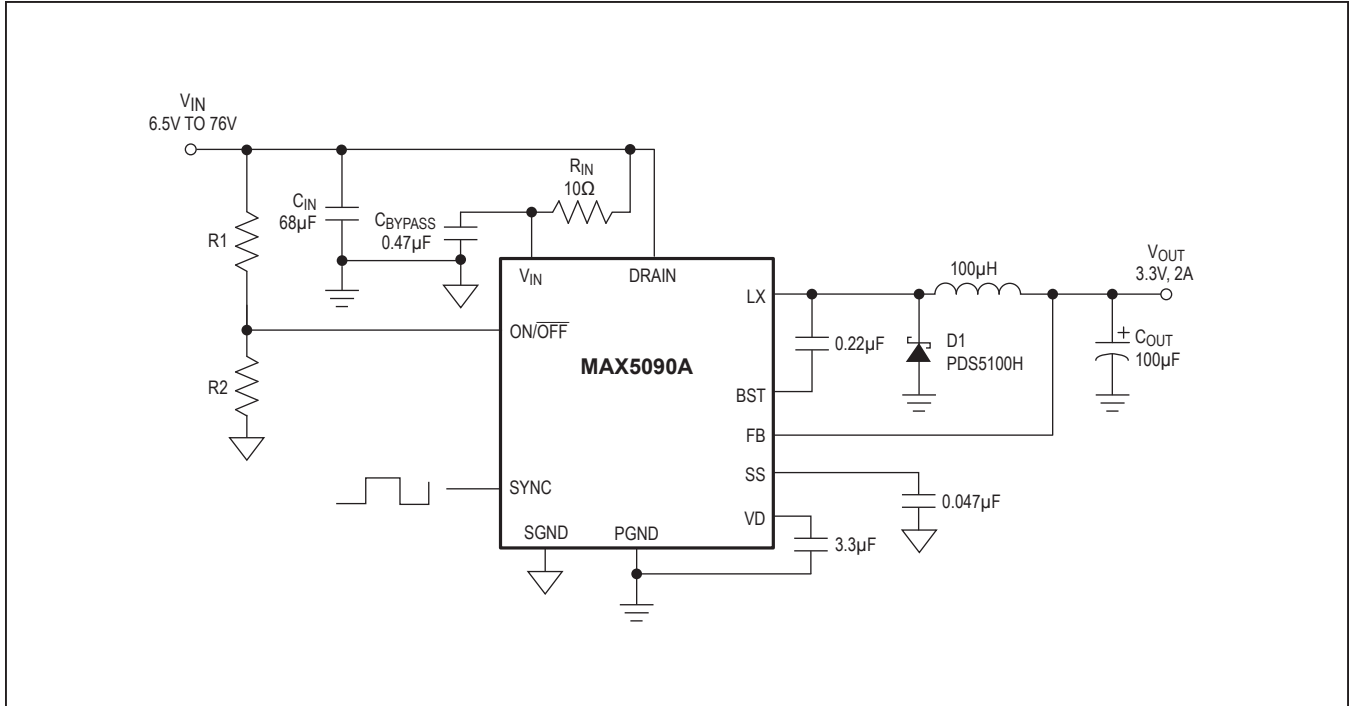 VIN
6.5V TO 76V
RIN
10Ω
CIN
68µF
CBYPASS
0.47µF
R1
VIN
DRAIN
LX
100µH
VOUT
3.3V, 2A
ON/OFF
0.22µF
D1
PDS5100H
+
COUT
100µF
MAX5090A
R2
BST
FB
SS
SYNC
0.047µF
VD
SGND
PGND
3.3µF